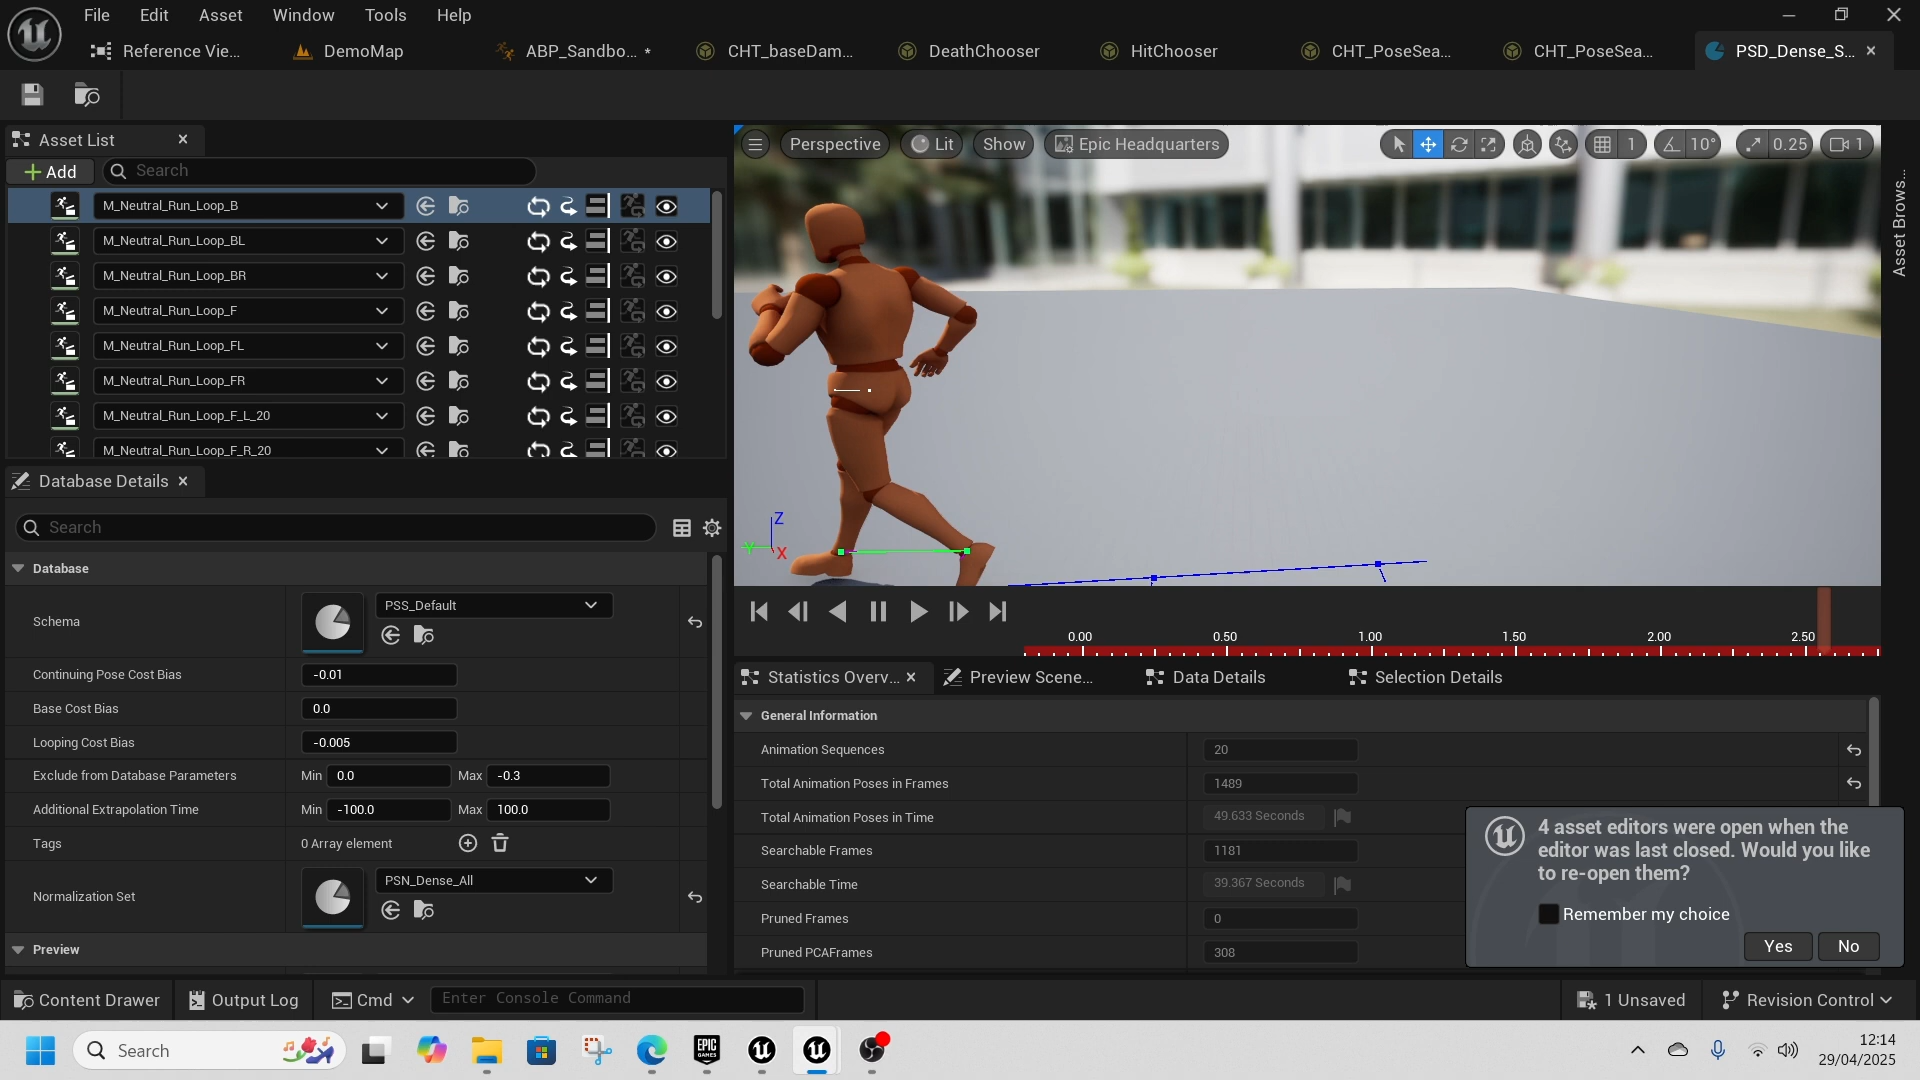 File Edit Asset Window Tools Help
Reference Vie... DemoMap ABP_Sandbo... * CHT_baseDam... DeathChooser HitChooser CHT_PoseSea... CHT_PoseSea... PSD_Dense_S...
Asset List
Add Search
M_Neutral_Run_Loop_B
M_Neutral_Run_Loop_BL
M_Neutral_Run_Loop_BR
M_Neutral_Run_Loop_F
M_Neutral_Run_Loop_FL
M_Neutral_Run_Loop_FR
M_Neutral_Run_Loop_F_L_20
M_Neutral_Run_Loop_F_R_20
Database Details
Search
Database
Schema PSS_Default
Continuing Pose Cost Bias -0.01
Base Cost Bias 0.0
Looping Cost Bias -0.005
Exclude from Database Parameters Min 0.0 Max -0.3
Additional Extrapolation Time Min -100.0 Max 100.0
Tags 0 Array element
Normalization Set PSN_Dense_All
Preview
Perspective Lit Show Epic Headquarters 1 10° 0.25 1
Asset Brows...
Z
Y X
0.00 0.50 1.00 1.50 2.00 2.50
Statistics Overv... Preview Scene... Data Details Selection Details
General Information
Animation Sequences 20
Total Animation Poses in Frames 1489
Total Animation Poses in Time 49.633 Seconds
Searchable Frames 1181
Searchable Time 39.367 Seconds
Pruned Frames 0
Pruned PCAFrames 308
4 asset editors were open when the
editor was last closed. Would you like
to re-open them?
Remember my choice
Yes No
Content Drawer Output Log Cmd Enter Console Command 1 Unsaved Revision Control
Search
EPIC
GAMES
12:14
29/04/2025